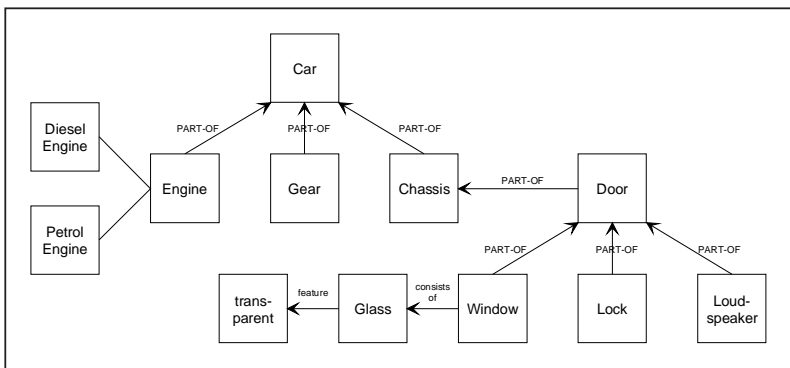 Car
Diesel
Engine
PART-OF
PART-OF
PART-OF
Engine
Gear
Chassis
PART-OF
Door
Petrol
Engine
PART-OF
PART-OF
PART-OF
trans-
parent
feature
Glass
consists
of
Window
Lock
Loud-
speaker